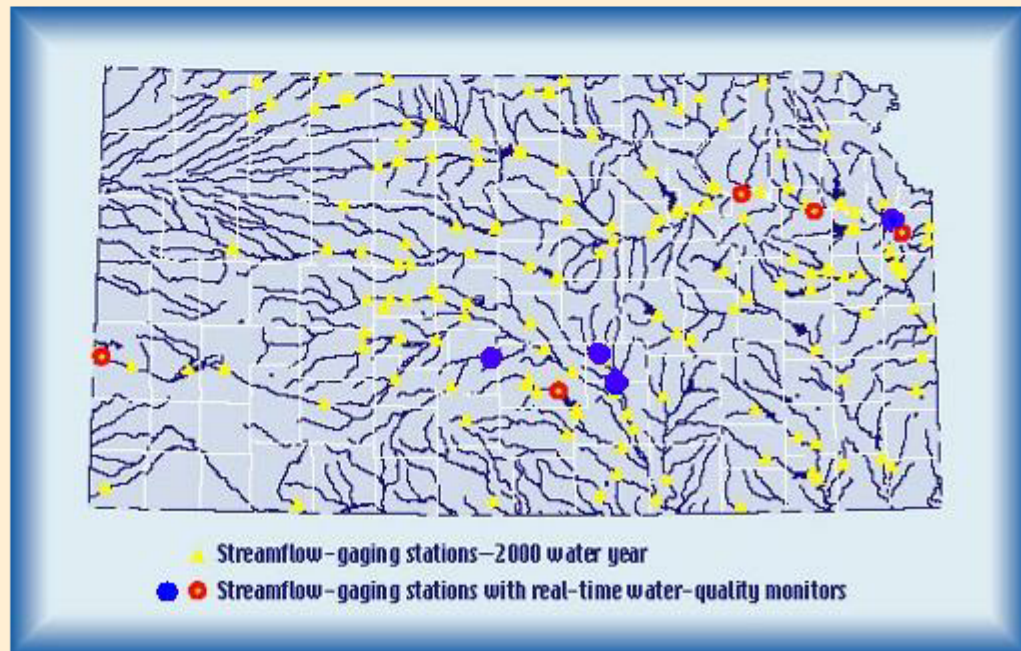 Streamflow-gaging stations—2000 water year
Streamflow-gaging stations with real-time water-quality monitors